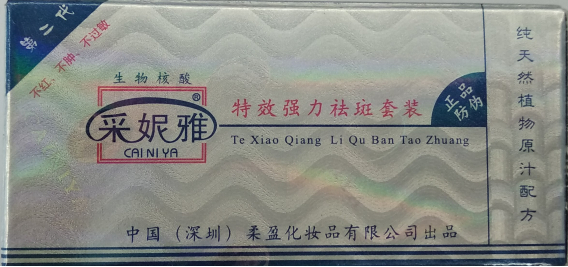 第二代
不红、不肿、不过敏
生物核酸
采妮雅®
CAI NI YA
特效强力祛斑套装
Te Xiao Qiang Li Qu Ban Tao Zhuang
正品
防伪
纯天然植物原汁配方
中国（深圳）柔盈化妆品有限公司出品